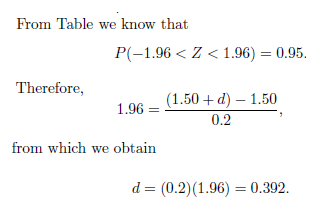 From Table we know that
P(−1.96 < Z < 1.96) = 0.95.
Therefore,
1.96 = \frac{(1.50 + d) − 1.50}{0.2},
from which we obtain
d = (0.2)(1.96) = 0.392.